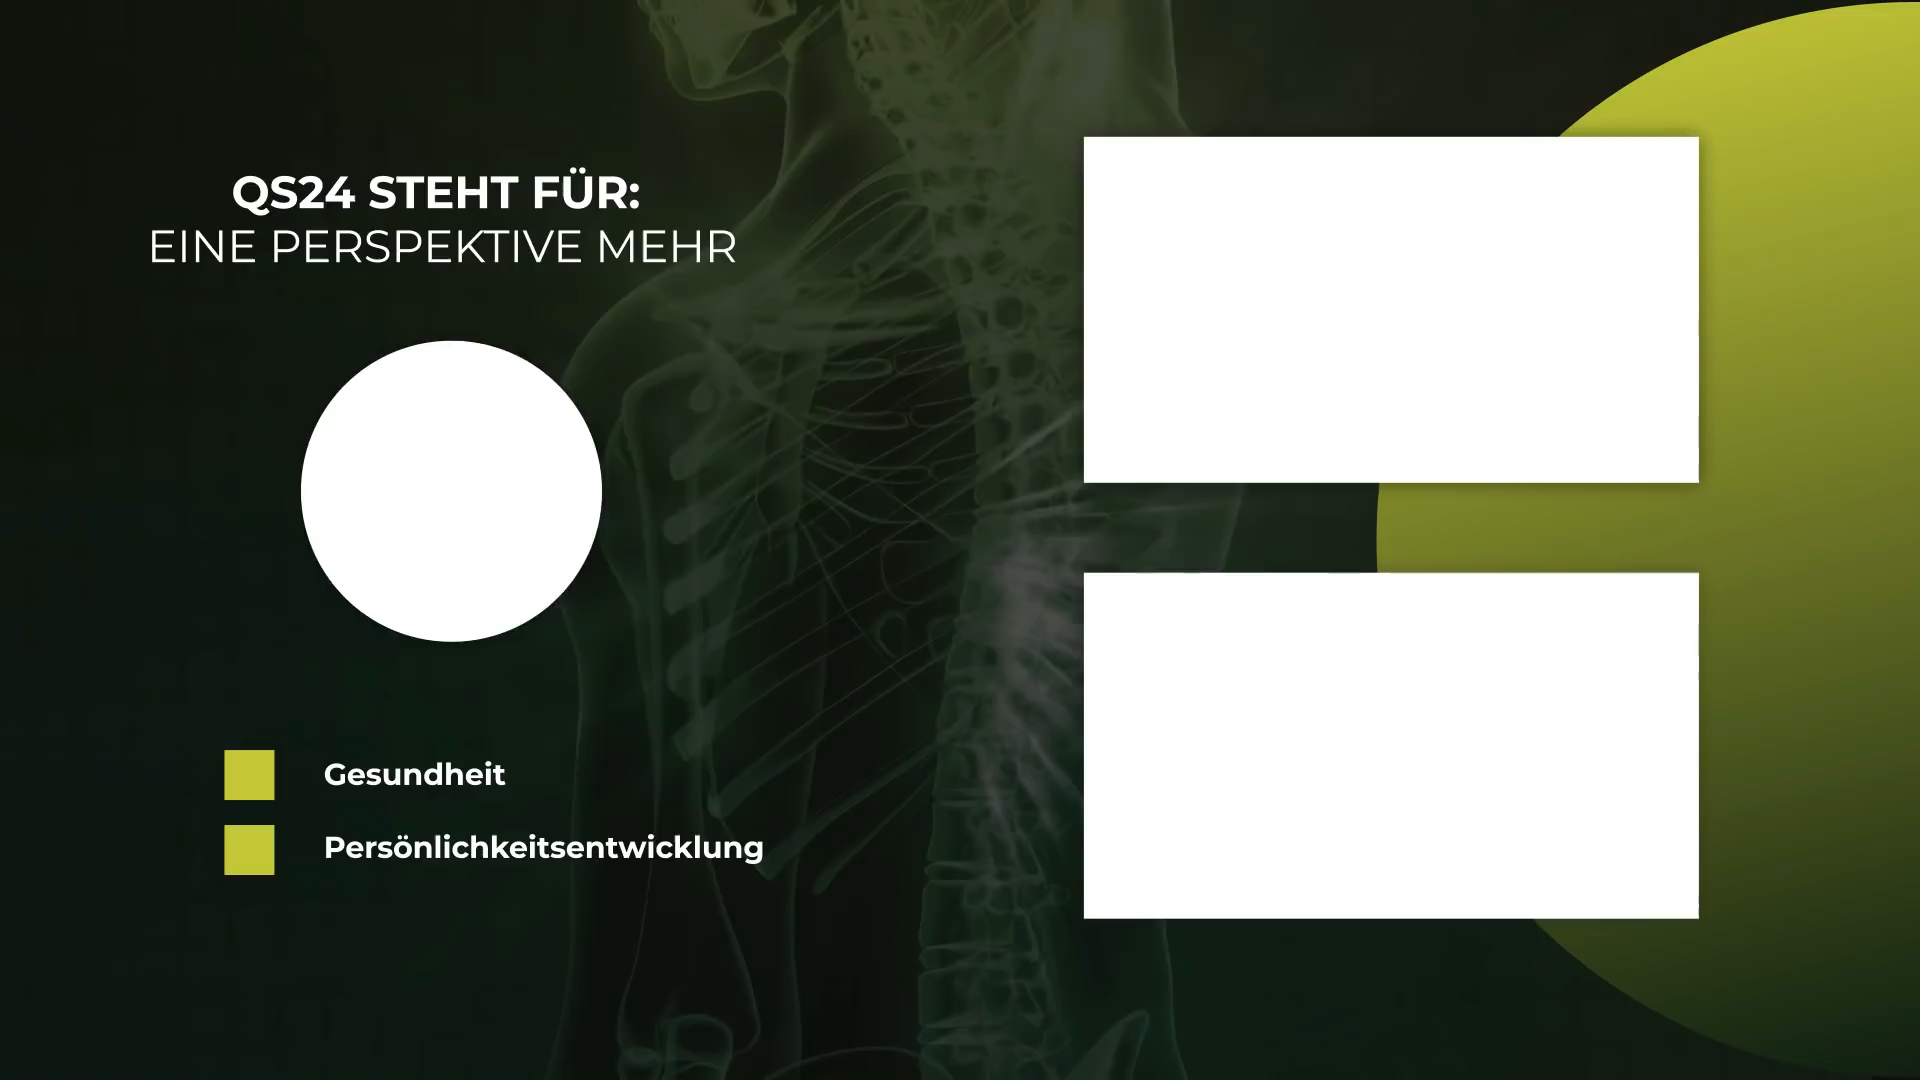 QS24 STEHT FÜR:
EINE PERSPEKTIVE MEHR
Gesundheit
Persönlichkeitsentwicklung